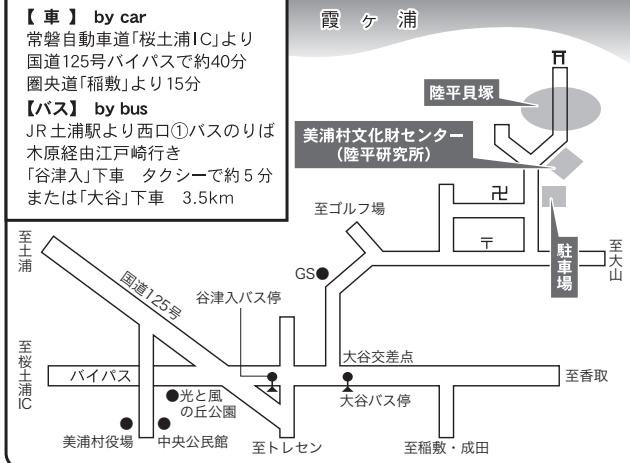 【 車 】 by car
常磐自動車道「桜土浦IC」より
国道125号バイパスで約40分
圏央道「稲敷」より15分
【バス】 by bus
JR土浦駅より西口①バスのりば
木原経由江戸崎行き
「谷津入」下車 タクシーで約5分
または「大谷」下車 3.5km
霞ヶ浦
陸平貝塚
美浦村文化財センター
(陸平研究所)
卍
至ゴルフ場
〒
駐車場
至大山
至土浦
国道125号
GS
谷津入バス停
大谷交差点
至桜土浦IC
バイパス
至香取
光と風
の丘公園
大谷バス停
美浦村役場
中央公民館
至トレセン
至稲敷・成田